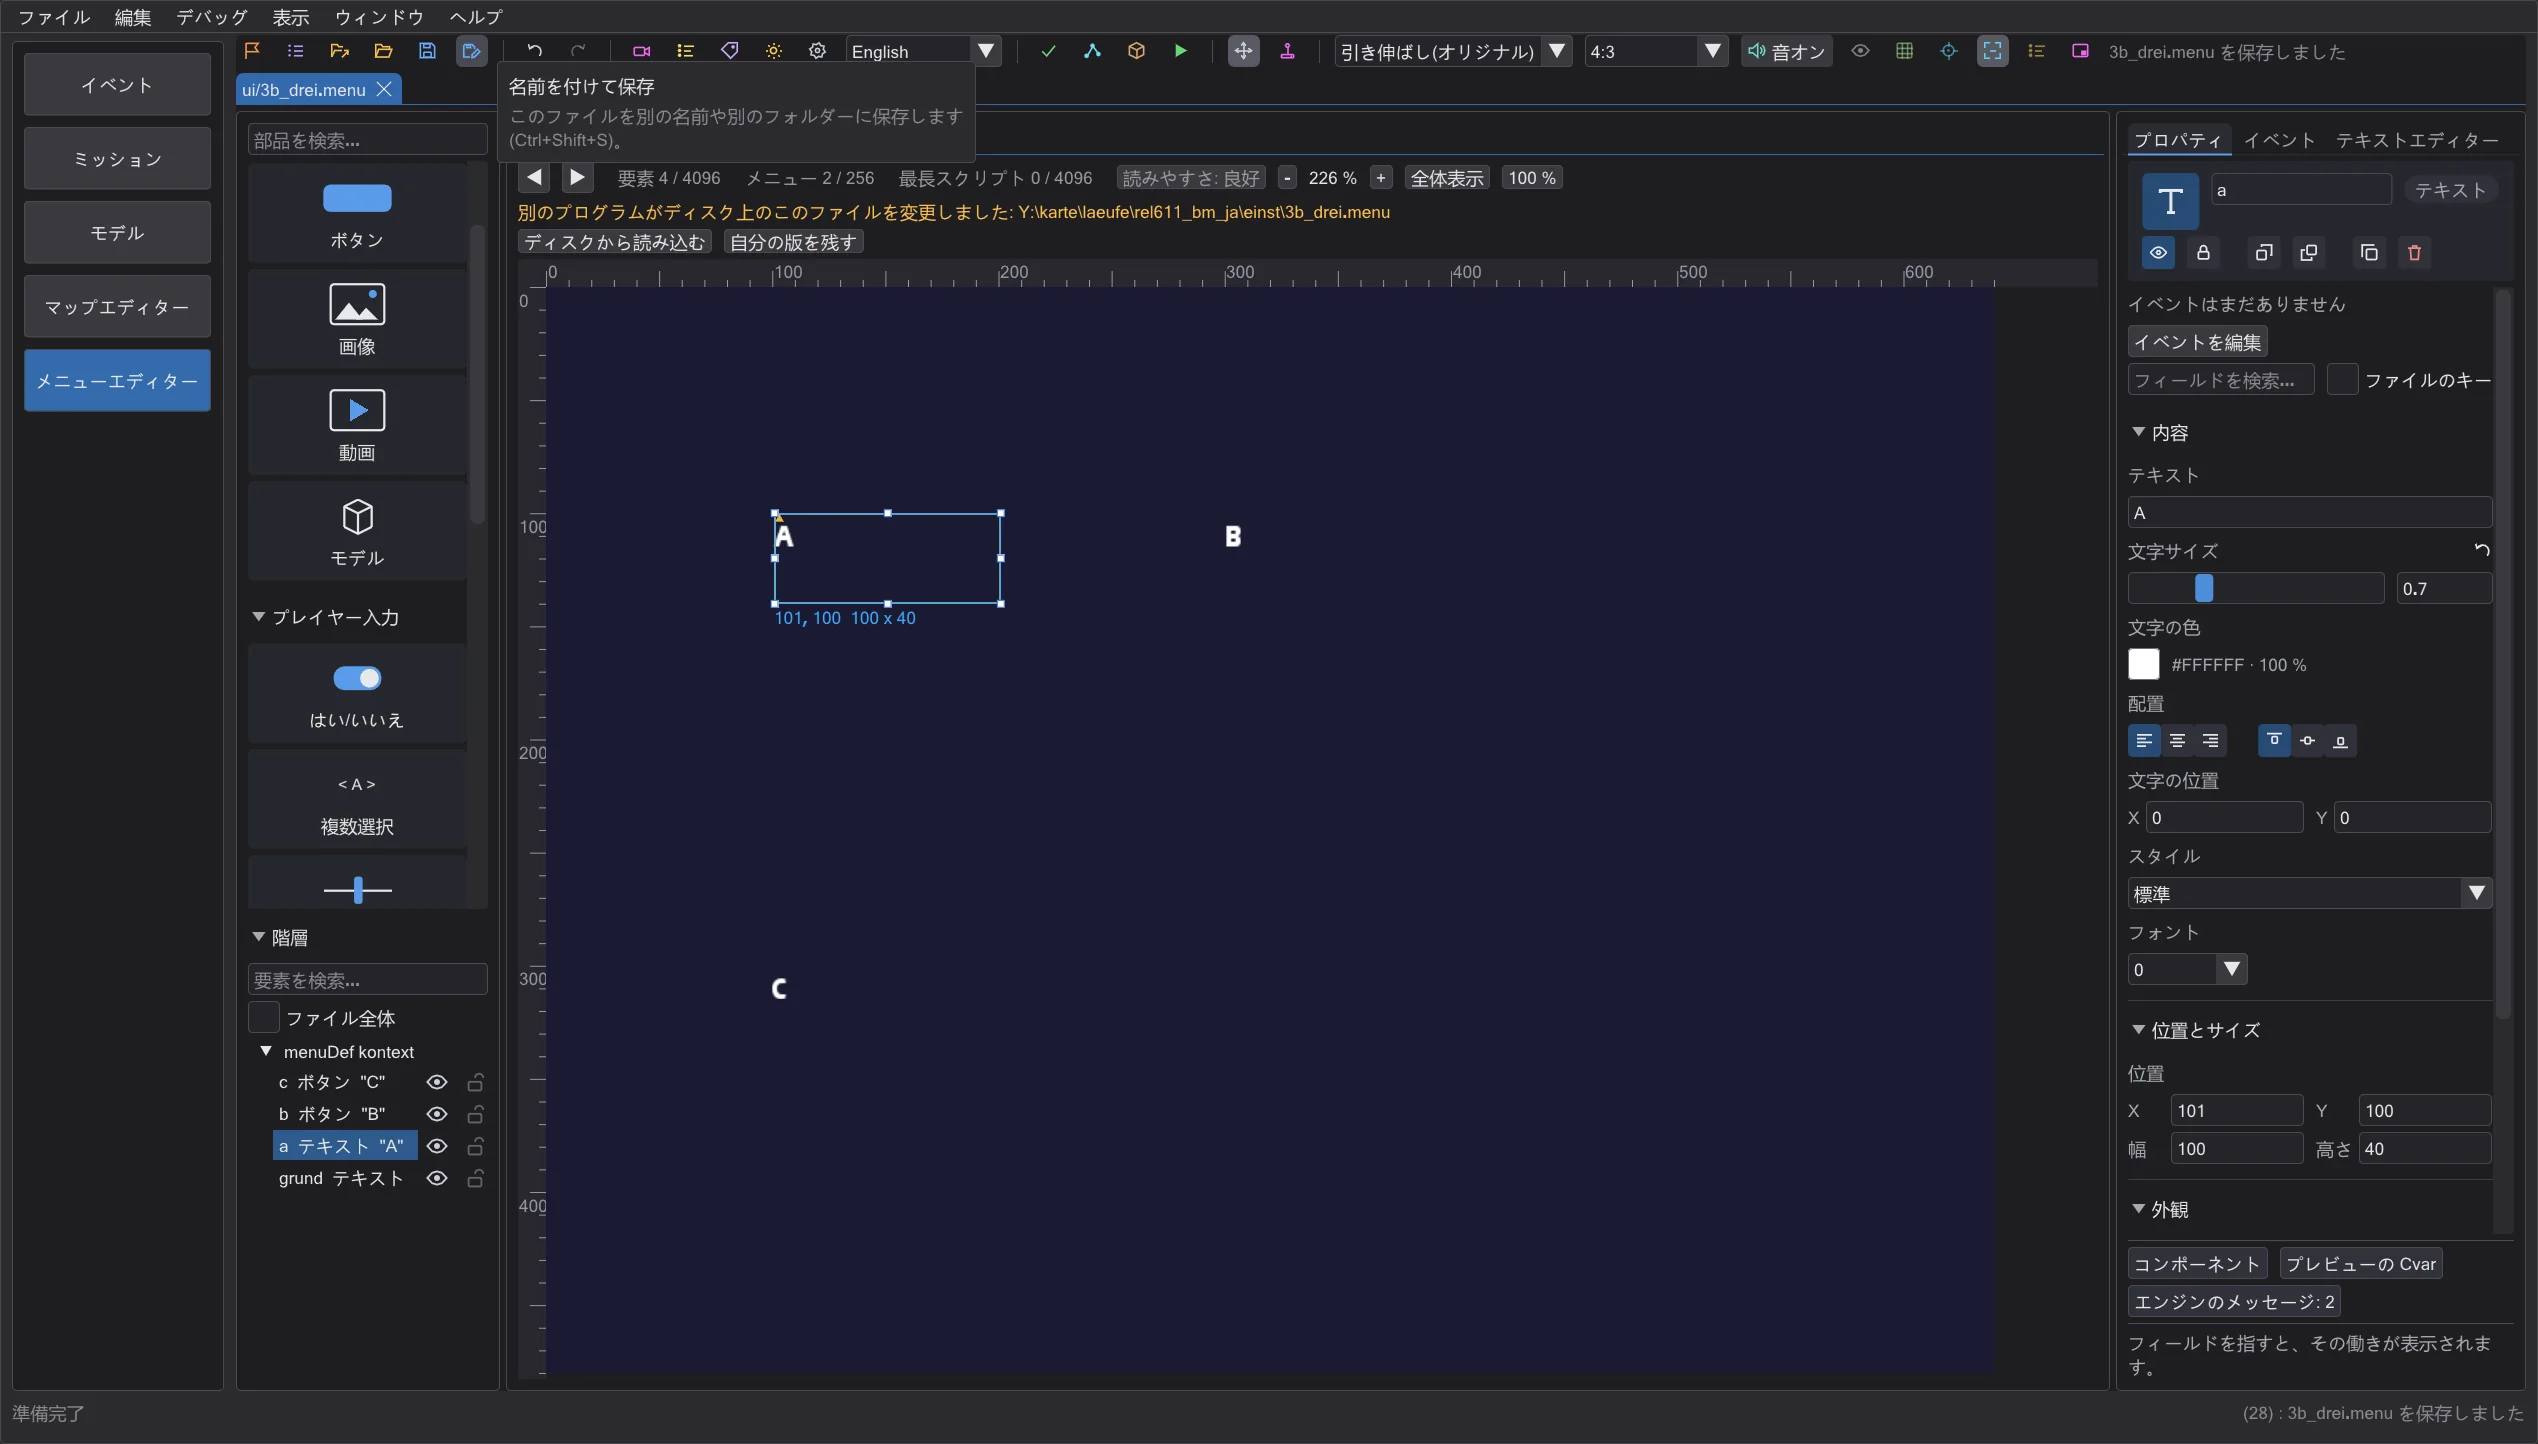 ファイル 編集 デバッグ 表示 ウィンドウ ヘルプ
イベント
ミッション
モデル
マップエディター
メニューエディター
English
引き伸ばし(オリジナル)
4:3
音オン
3b_drei.menu を保存しました
ui/3b_drei.menu
名前を付けて保存
このファイルを別の名前や別のフォルダーに保存します
(Ctrl+Shift+S)。
部品を検索...
ボタン
画像
動画
モデル
プレイヤー入力
はい/いいえ
< A >
複数選択
階層
要素を検索...
ファイル全体
menuDef kontext
c ボタン "C"
b ボタン "B"
a テキスト "A"
grund テキスト
要素 4 / 4096 メニュー 2 / 256 最長スクリプト 0 / 4096 読みやすさ: 良好 - 226 % + 全体表示 100 %
別のプログラムがディスク上のこのファイルを変更しました: Y:\karte\laeufe\rel611_bm_ja\einst\3b_drei.menu
ディスクから読み込む 自分の版を残す
0 100 200 300 400 500 600
0
100
200
300
400
A
B
101, 100 100 x 40
C
プロパティ イベント テキストエディター
T
a
テキスト
イベントはまだありません
イベントを編集
フィールドを検索...
ファイルのキー
内容
テキスト
A
文字サイズ
0.7
文字の色
#FFFFFF · 100 %
配置
文字の位置
X 0 Y 0
スタイル
標準
フォント
0
位置とサイズ
位置
X 101 Y 100
幅 100 高さ 40
外観
コンポーネント プレビューの Cvar
エンジンのメッセージ: 2
フィールドを指すと、その働きが表示されま
す。
準備完了
(28) : 3b_drei.menu を保存しました